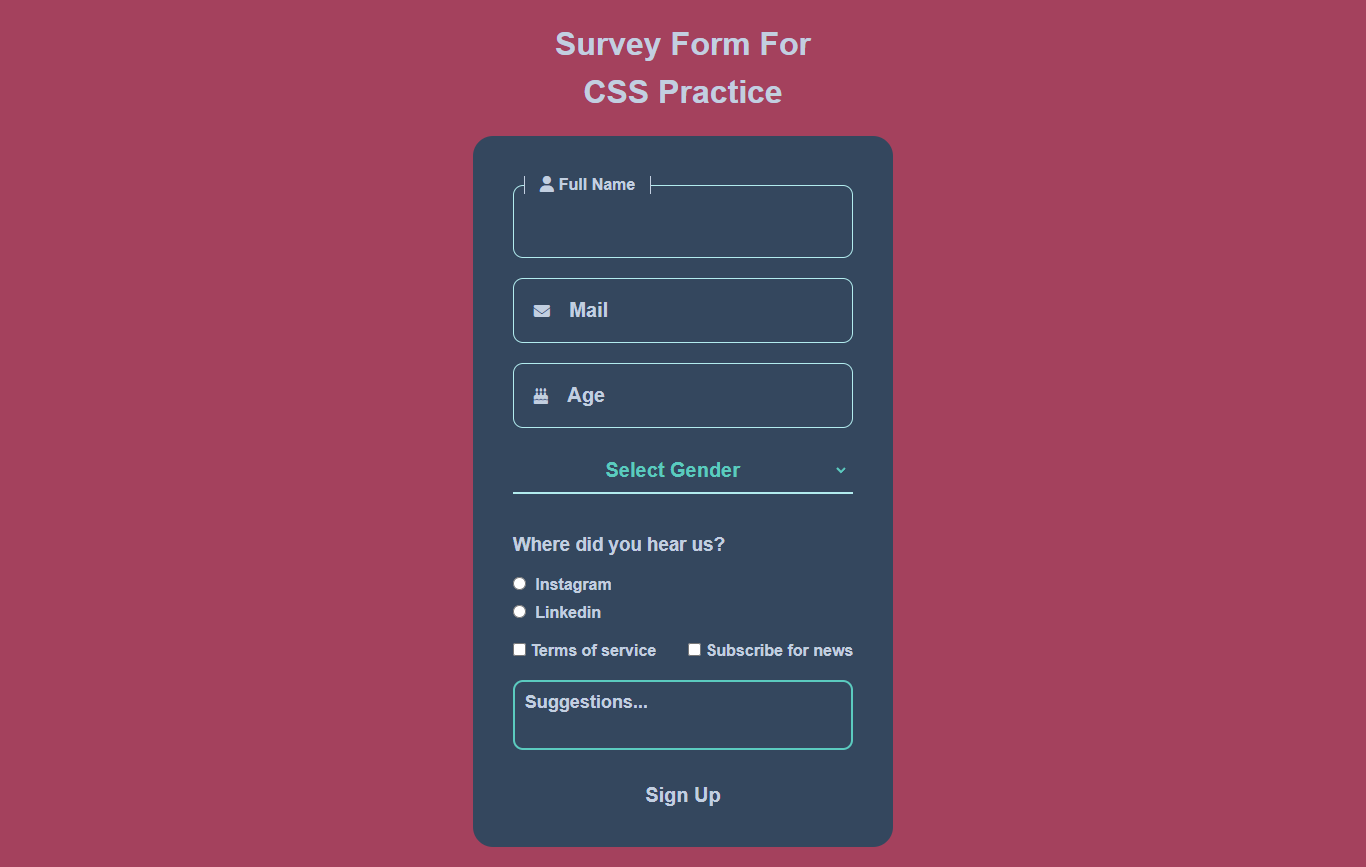 Survey Form For
CSS Practice
Full Name
Mail
Age
Select Gender
Where did you hear us?
Instagram
Linkedin
Terms of service Subscribe for news
Suggestions...
Sign Up